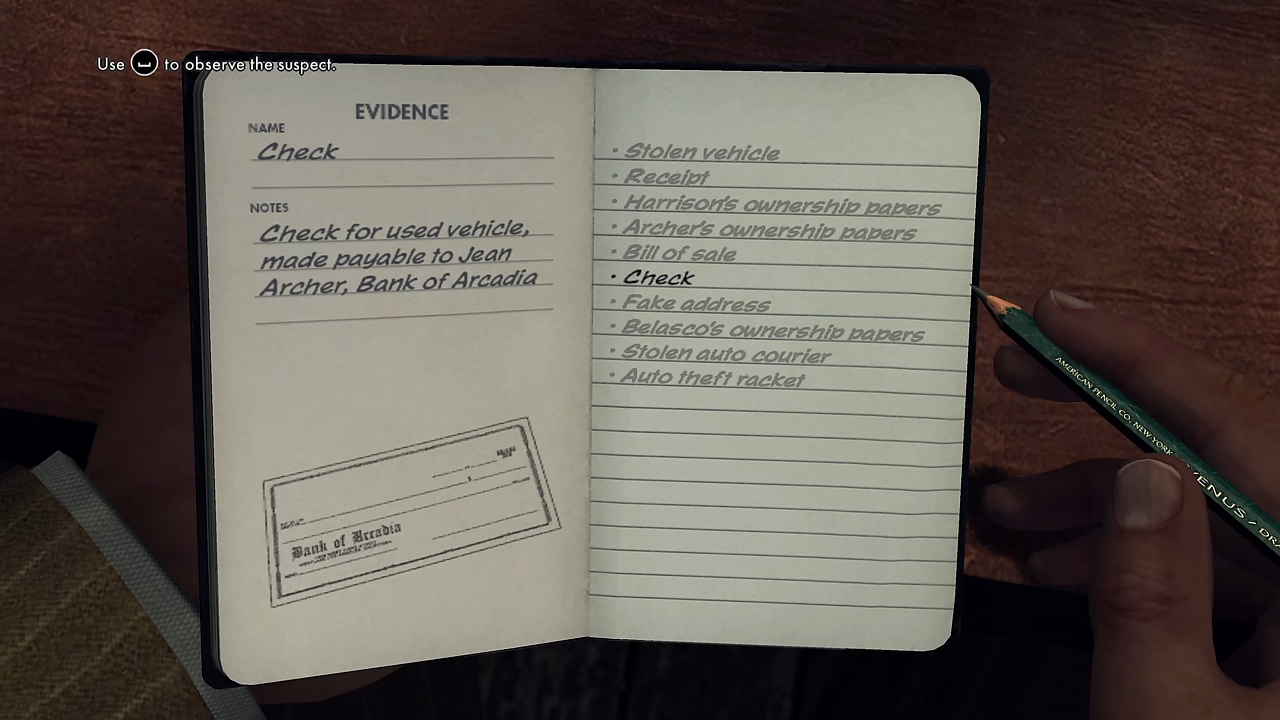 Use ␣ to observe the suspect.
EVIDENCE
NAME
Check
NOTES
Check for used vehicle,
made payable to Jean
Archer, Bank of Arcadia
Bank of Arcadia
· Stolen vehicle
· Receipt
· Harrison's ownership papers
· Archer's ownership papers
· Bill of sale
· Check
· Fake address
· Belasco's ownership papers
· Stolen auto courier
· Auto theft racket
AMERICAN PENCIL CO. NEW YORK
VENUS / DRA